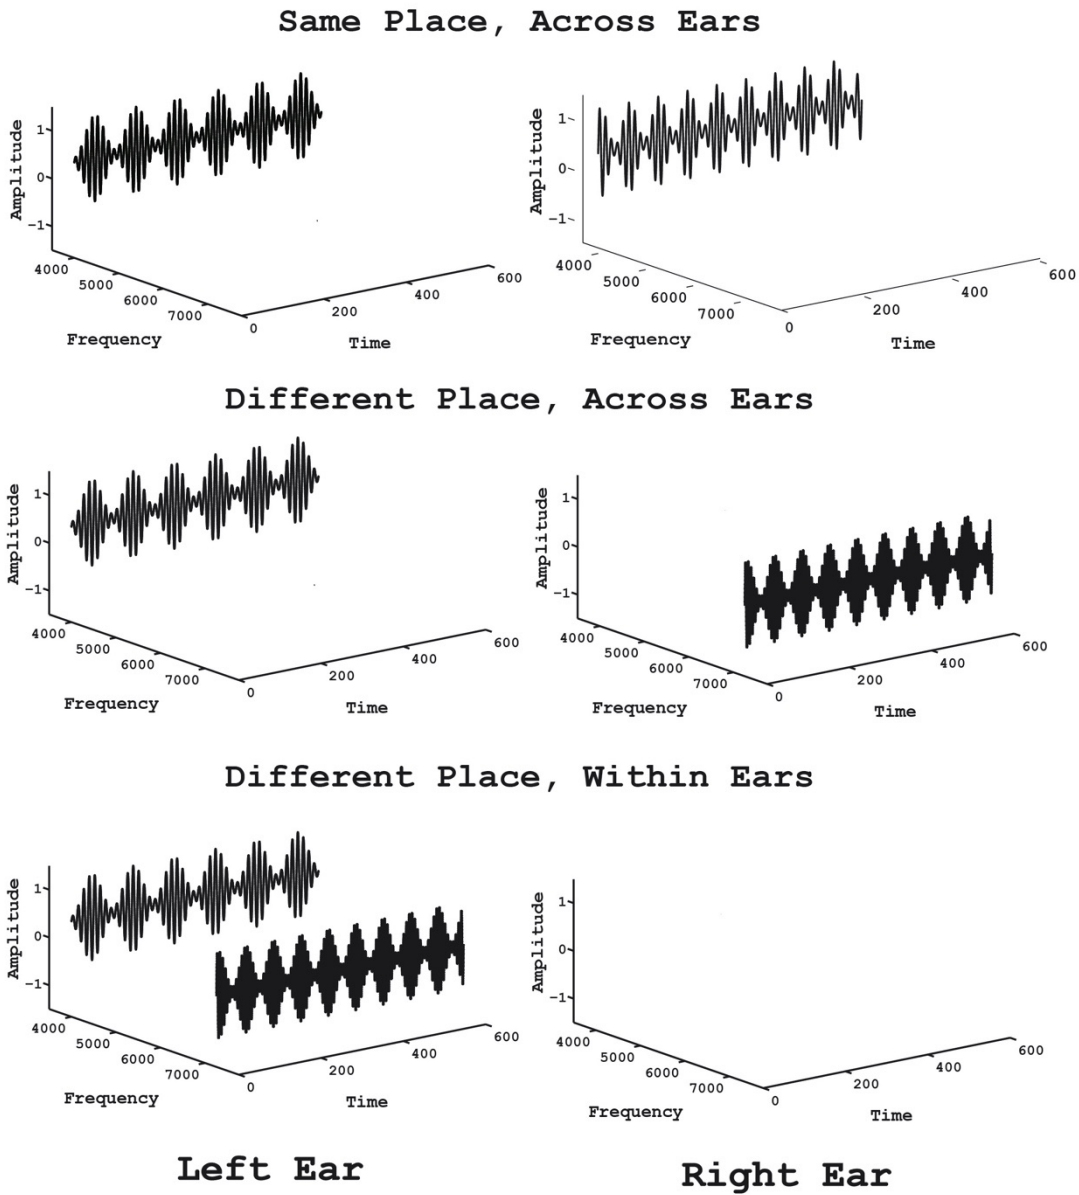 Same Place, Across Ears
Amplitude
1
0
-1
4000
5000
6000
7000
Frequency
0
200
400
600
Time
Amplitude
1
0
-1
4000
5000
6000
7000
Frequency
0
200
400
600
Time
Different Place, Across Ears
Amplitude
1
0
-1
4000
5000
6000
7000
Frequency
0
200
400
600
Time
Amplitude
1
0
-1
4000
5000
6000
7000
Frequency
0
200
400
600
Time
Different Place, Within Ears
Amplitude
1
0
-1
4000
5000
6000
7000
Frequency
0
200
400
600
Time
Amplitude
1
0
-1
4000
5000
6000
7000
Frequency
0
200
400
600
Time
Left Ear
Right Ear